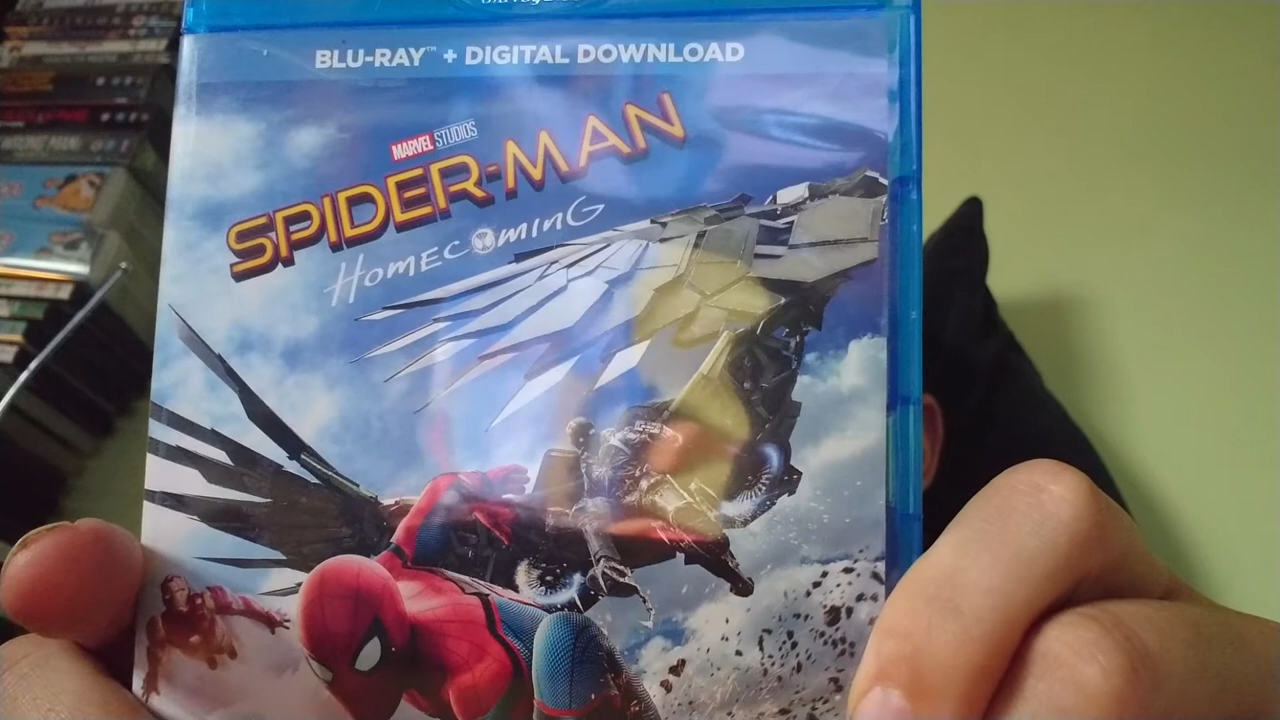 BLU-RAY™ + DIGITAL DOWNLOAD
MARVEL STUDIOS
SPIDER-MAN
HOMECOMING